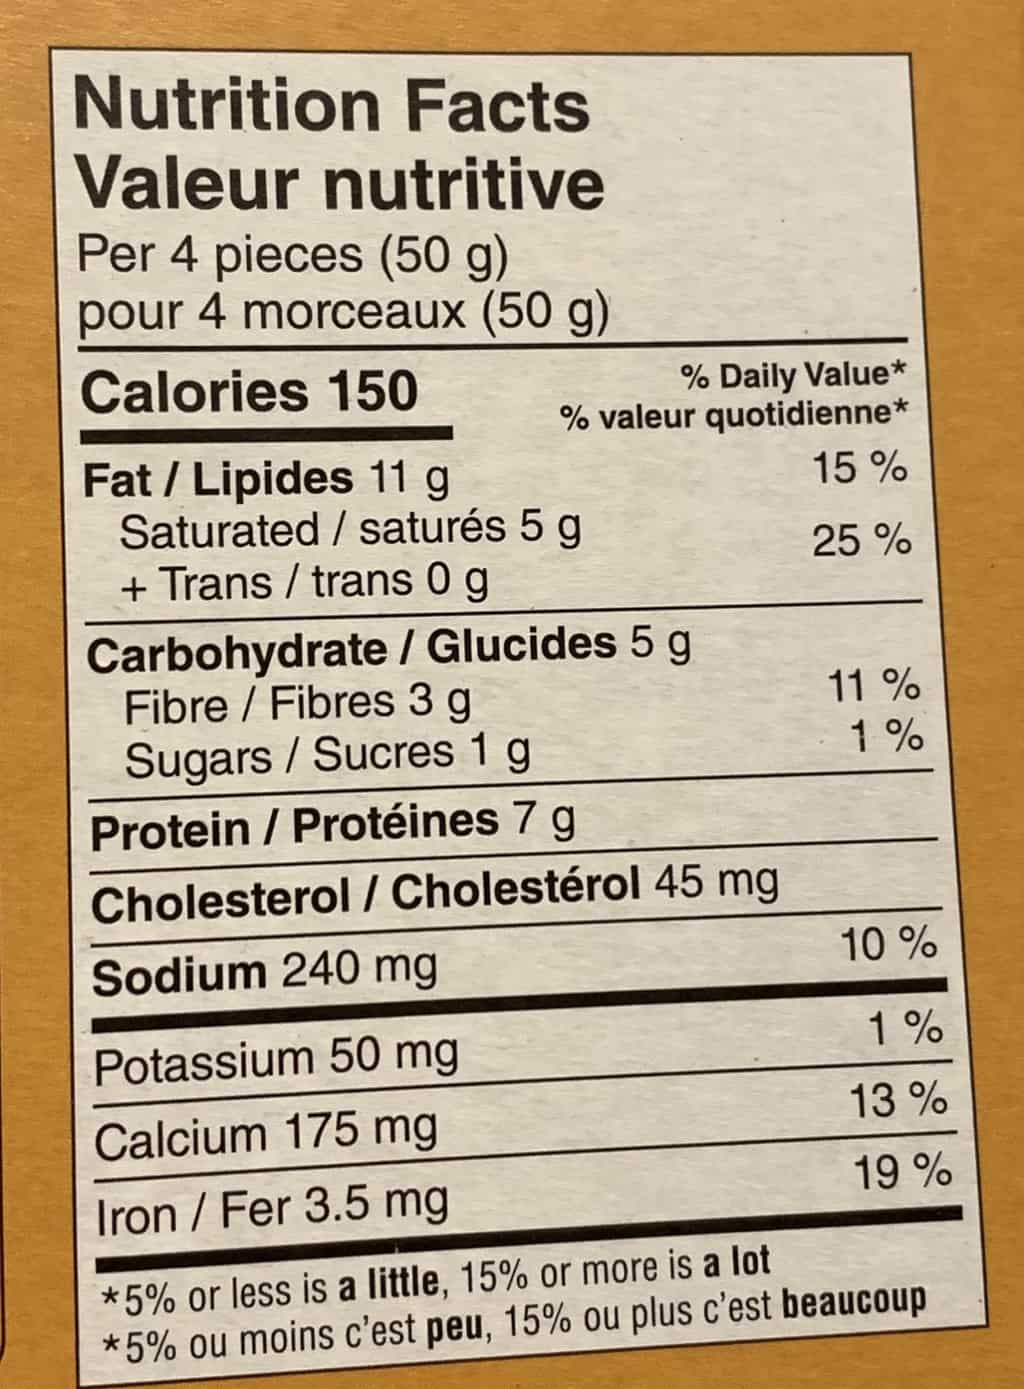 Nutrition Facts
Valeur nutritive
Per 4 pieces (50 g)
pour 4 morceaux (50 g)
Calories 150
% Daily Value*
% valeur quotidienne*
Fat / Lipides 11 g 15 %
Saturated / saturés 5 g
+ Trans / trans 0 g 25 %
Carbohydrate / Glucides 5 g
Fibre / Fibres 3 g 11 %
Sugars / Sucres 1 g 1 %
Protein / Protéines 7 g
Cholesterol / Cholestérol 45 mg
Sodium 240 mg 10 %
Potassium 50 mg 1 %
Calcium 175 mg 13 %
Iron / Fer 3.5 mg 19 %
*5% or less is a little, 15% or more is a lot
*5% ou moins c'est peu, 15% ou plus c'est beaucoup